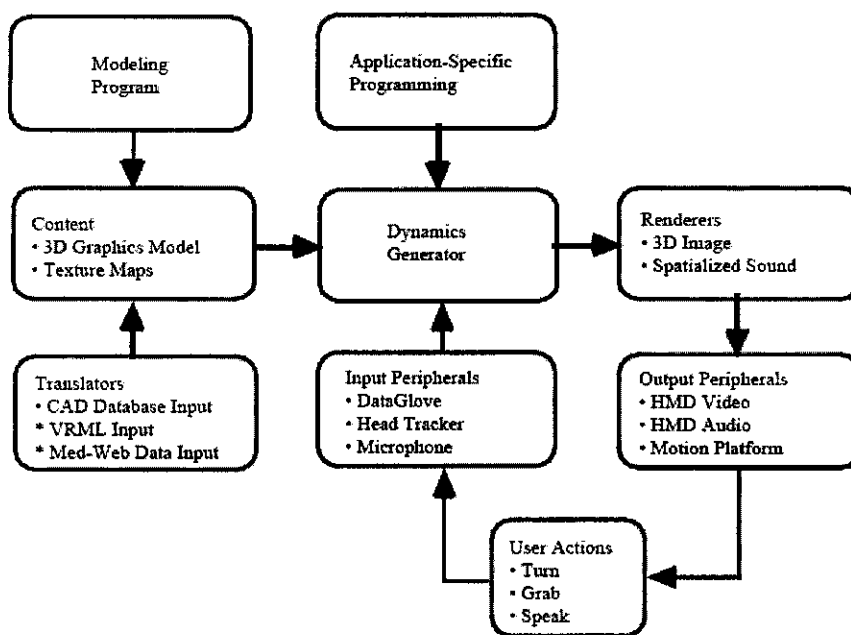 Modeling
Program
Application-Specific
Programming
Content
• 3D Graphics Model
• Texture Maps
Dynamics
Generator
Renderers
• 3D Image
• Spatialized Sound
Translators
• CAD Database Input
* VRML Input
* Med-Web Data Input
Input Peripherals
• DataGlove
• Head Tracker
• Microphone
Output Peripherals
• HMD Video
• HMD Audio
• Motion Platform
User Actions
• Turn
• Grab
• Speak